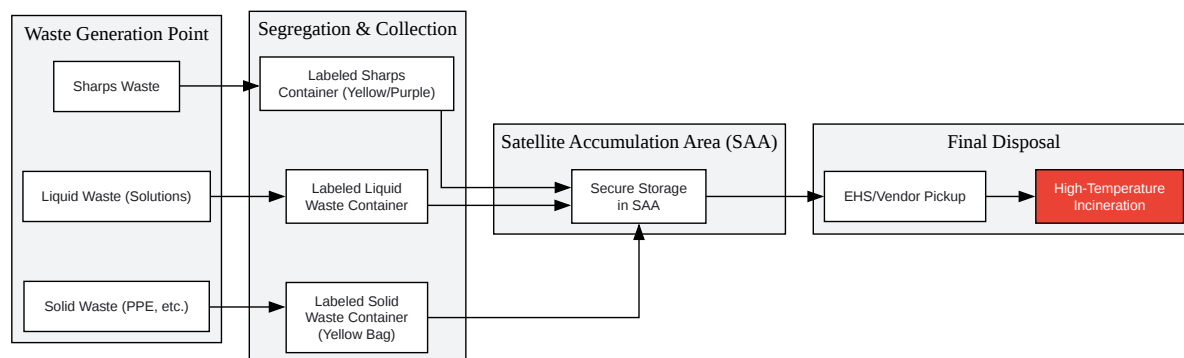 Waste Generation Point
Sharps Waste
Liquid Waste (Solutions)
Solid Waste (PPE, etc.)
Segregation & Collection
Labeled Sharps
Container (Yellow/Purple)
Labeled Liquid
Waste Container
Labeled Solid
Waste Container
(Yellow Bag)
Satellite Accumulation Area (SAA)
Secure Storage
in SAA
Final Disposal
EHS/Vendor Pickup
High-Temperature
Incineration